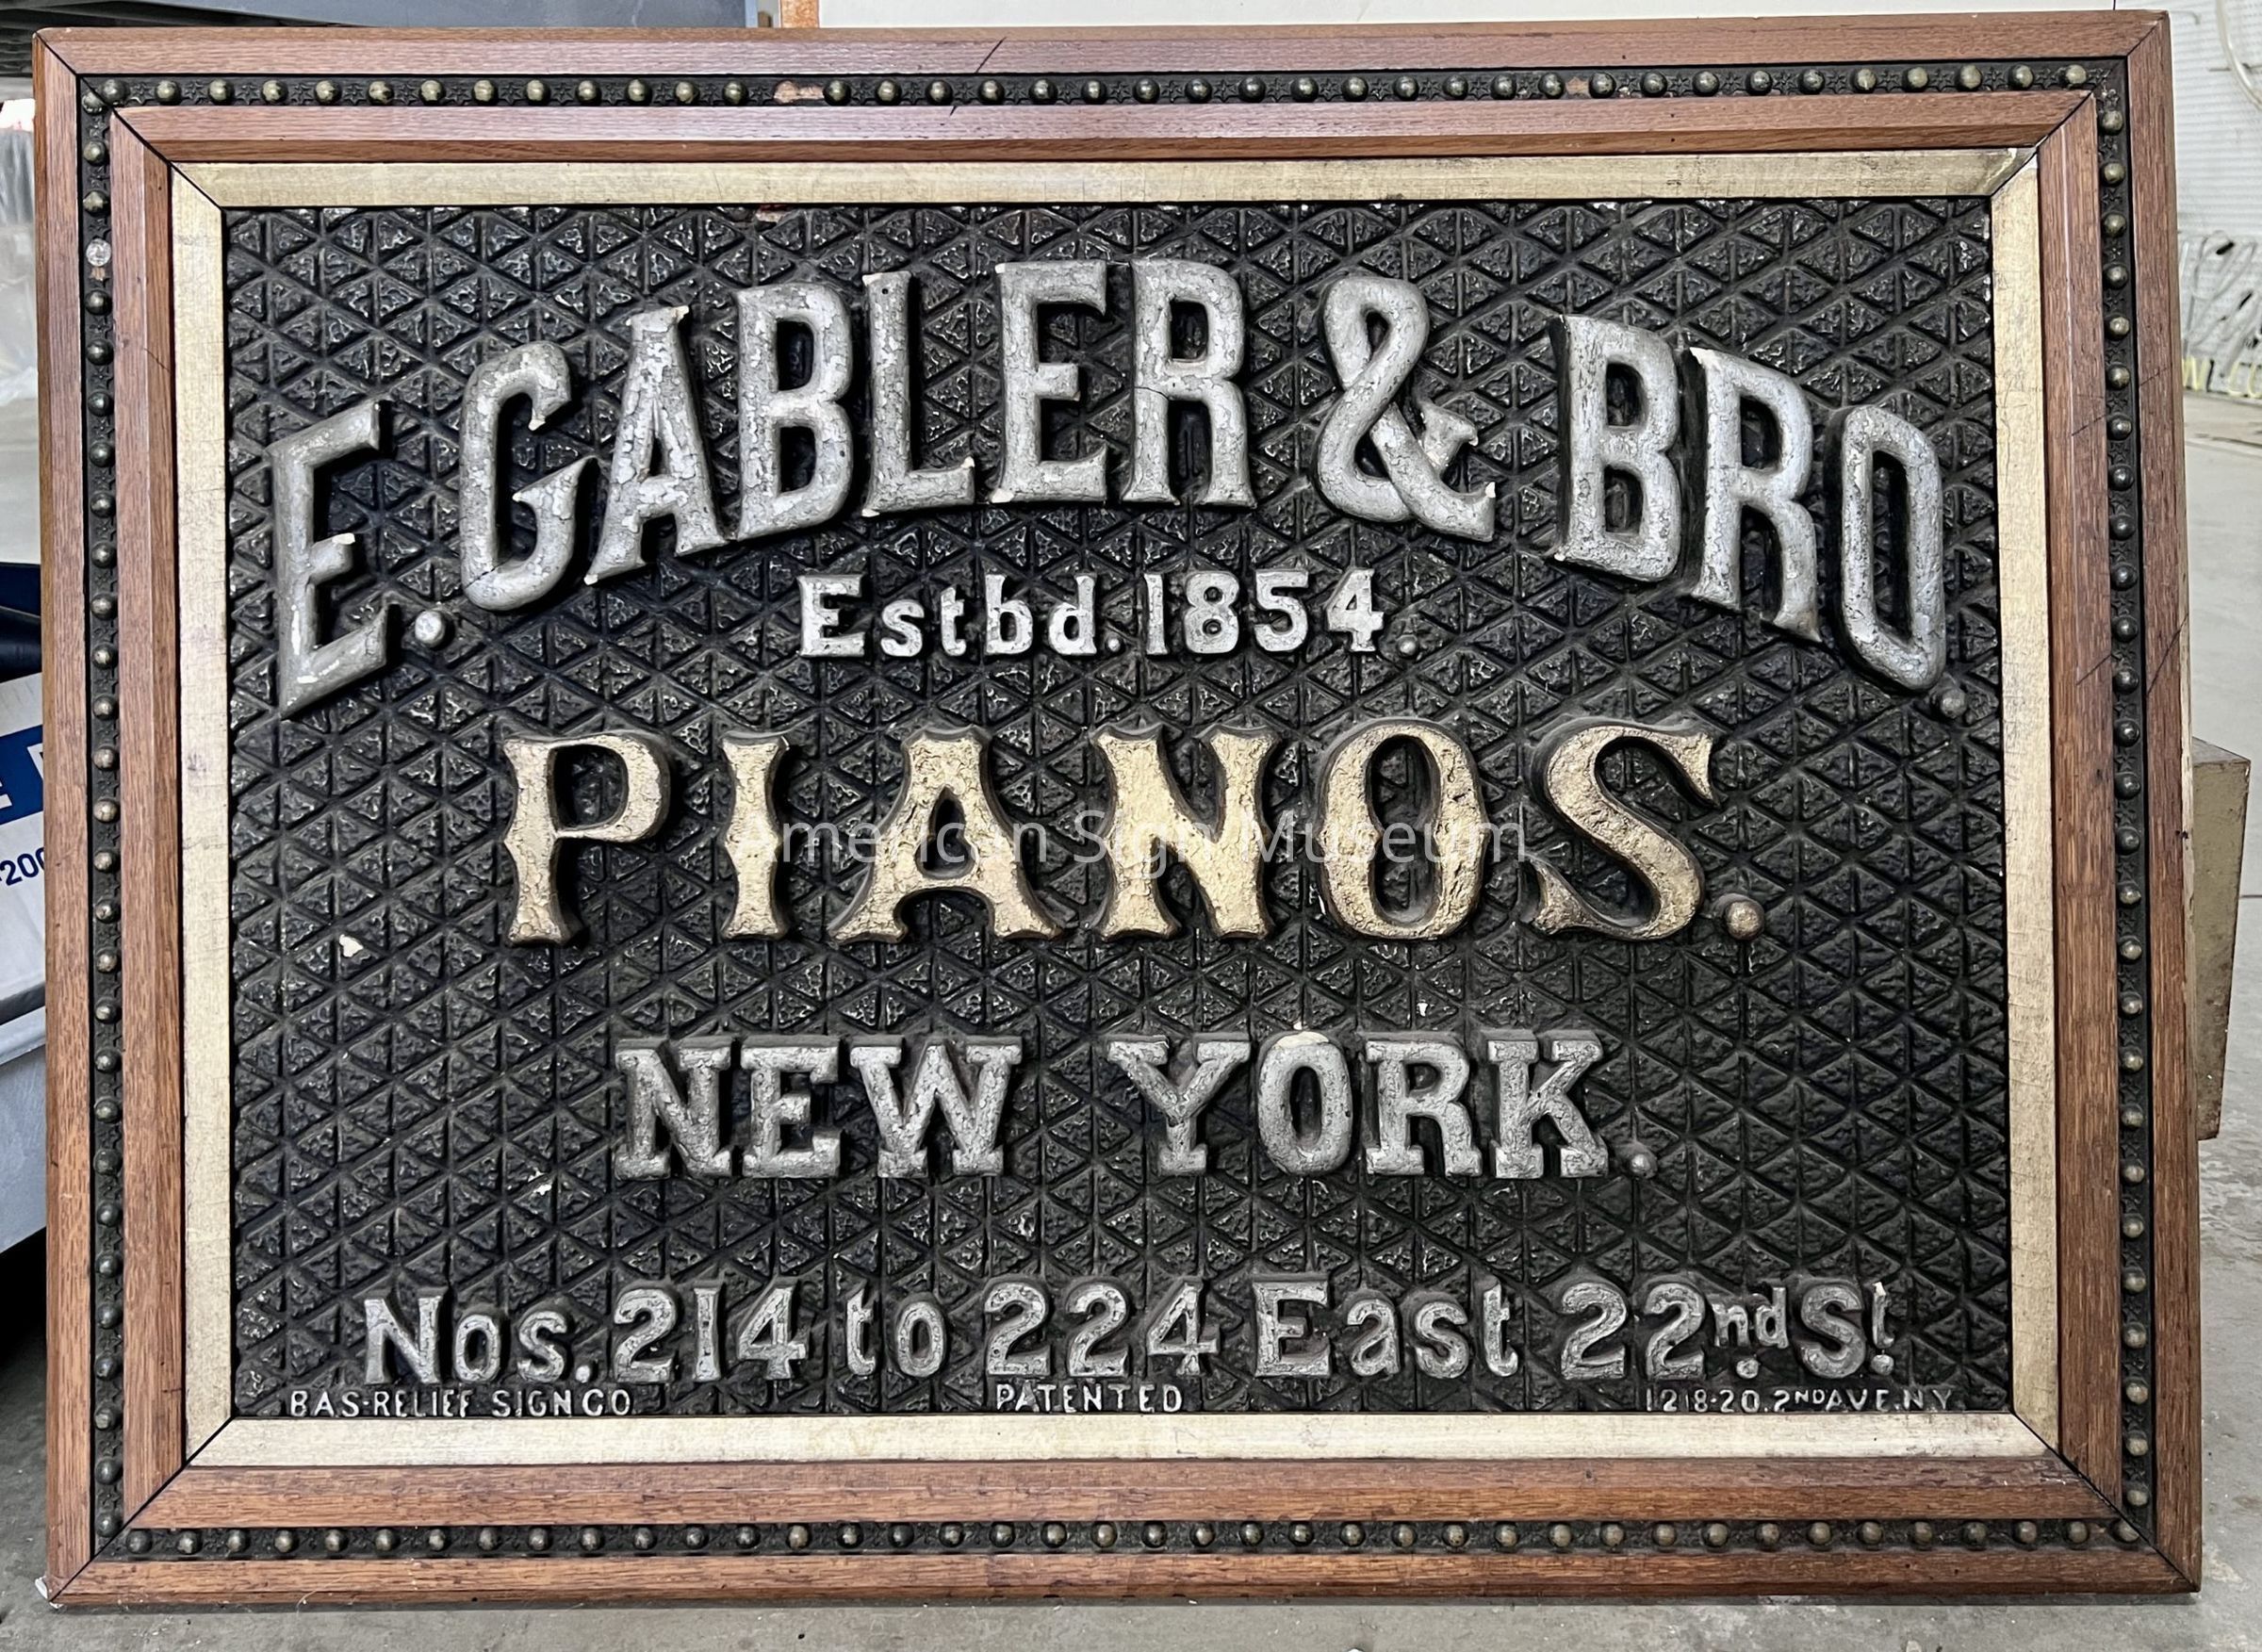 E. GABLER & BRO.
Estbd. 1854.
PIANOS.
American Sign Museum
NEW YORK.
Nos. 214 to 224 East 22nd St.
BAS-RELIEF SIGN CO PATENTED 1218-20. 2ND AVE. N.Y.
200